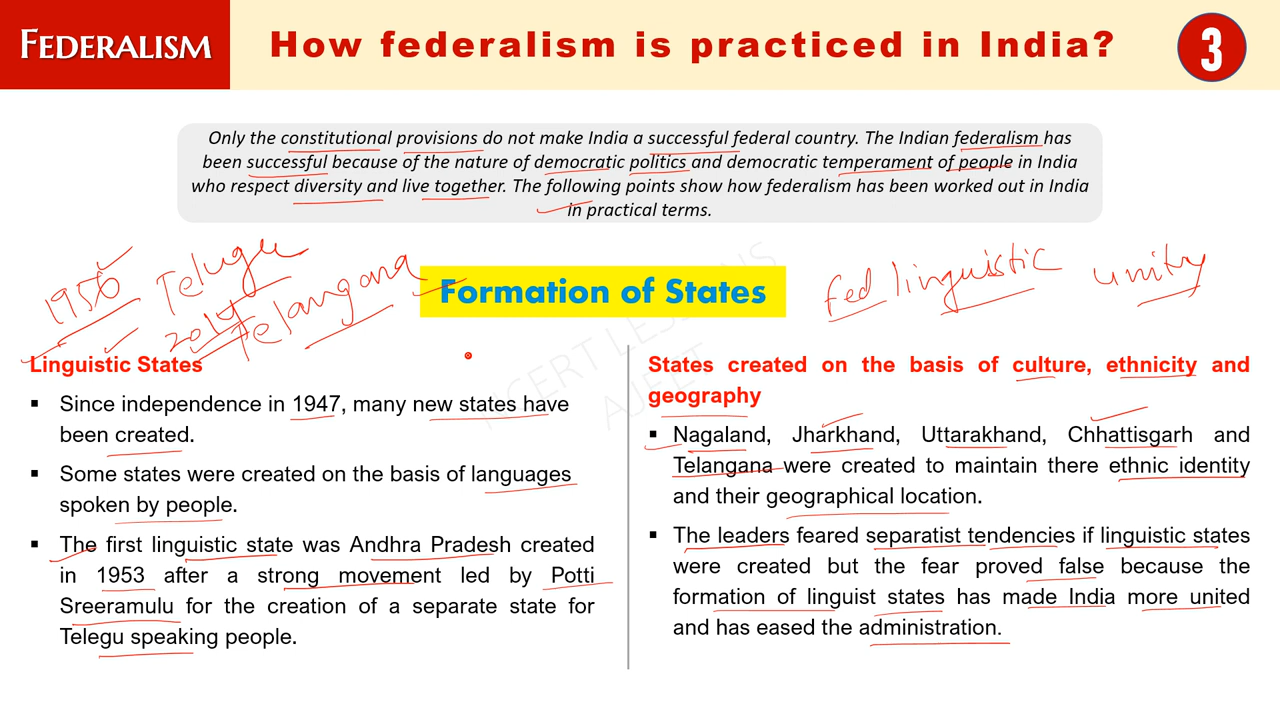 FEDERALISM
How federalism is practiced in India?
3
Only the constitutional provisions do not make India a successful federal country. The Indian federalism has
been successful because of the nature of democratic politics and democratic temperament of people in India
who respect diversity and live together. The following points show how federalism has been worked out in India
in practical terms.
1956 Telugu
2014 Telangana
Formation of States
Fed linguistic unity
Linguistic States
▪ Since independence in 1947, many new states have
been created.
▪ Some states were created on the basis of languages
spoken by people.
▪ The first linguistic state was Andhra Pradesh created
in 1953 after a strong movement led by Potti
Sreeramulu for the creation of a separate state for
Telegu speaking people.
States created on the basis of culture, ethnicity and
geography
▪ Nagaland, Jharkhand, Uttarakhand, Chhattisgarh and
Telangana were created to maintain there ethnic identity
and their geographical location.
▪ The leaders feared separatist tendencies if linguistic states
were created but the fear proved false because the
formation of linguist states has made India more united
and has eased the administration.